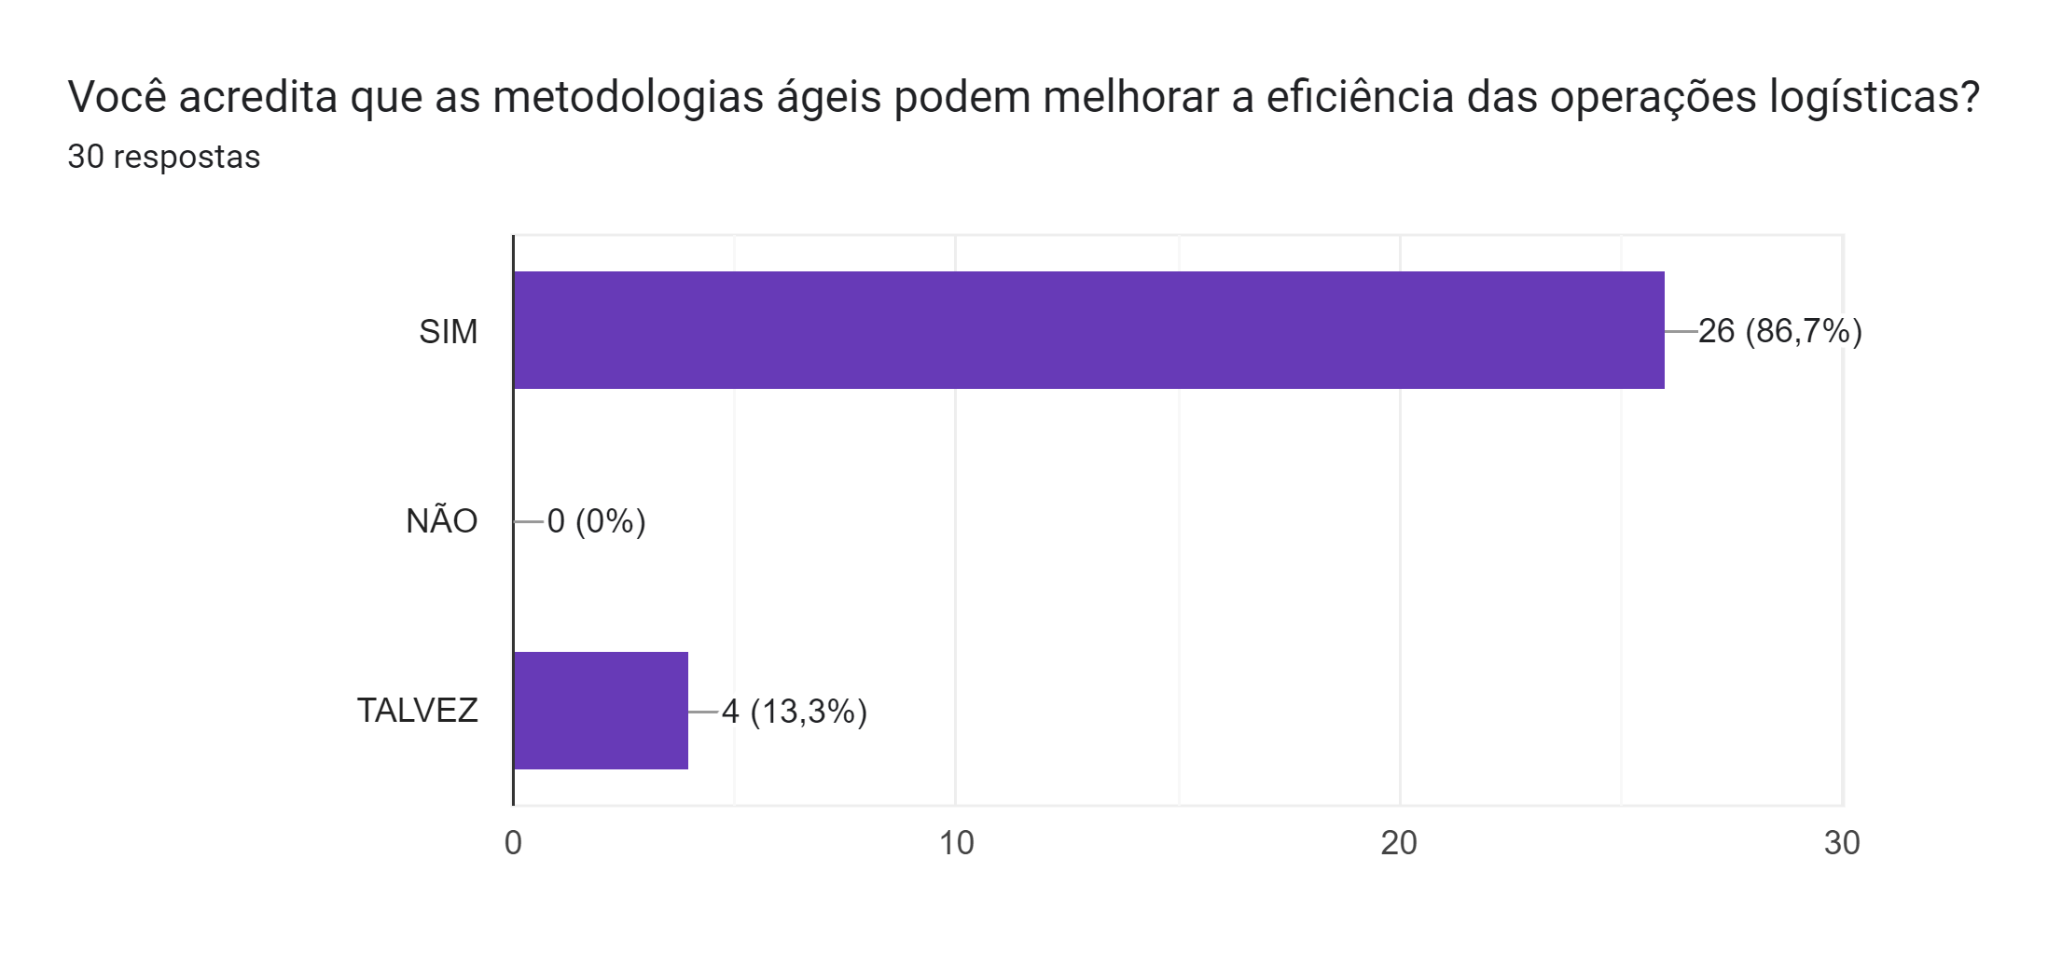 Você acredita que as metodologias ágeis podem melhorar a eficiência das operações logísticas?
30 respostas
SIM
26 (86,7%)
NÃO
0 (0%)
TALVEZ
4 (13,3%)
0
10
20
30